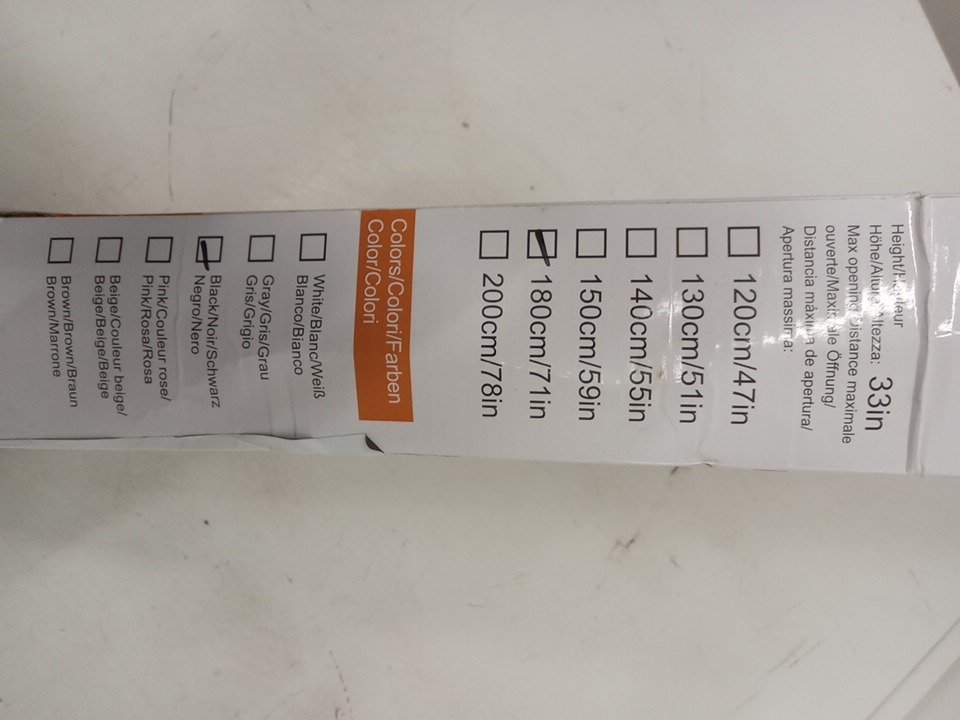 Height/Hauteur
Höhe/Altura/Altezza: 33in
Max opening Distance maximale
ouverte/Maximale Öffnung/
Distancia máxima de apertura/
Apertura massima:
☐ 120cm/47in
☐ 130cm/51in
☐ 140cm/55in
☐ 150cm/59in
☑ 180cm/71in
☐ 200cm/78in
Colors/Colori/Farben
Color/Colori
☐ White/Blanc/Weiß
Blanco/Bianco
☐ Gray/Gris/Grau
Gris/Grigio
☑ Black/Noir/Schwarz
Negro/Nero
☐ Pink/Couleur rose/
Pink/Rosa/Rosa
☐ Beige/Couleur beige/
Beige/Beige/Beige
☐ Brown/Brown/Braun
Brown/Marrone